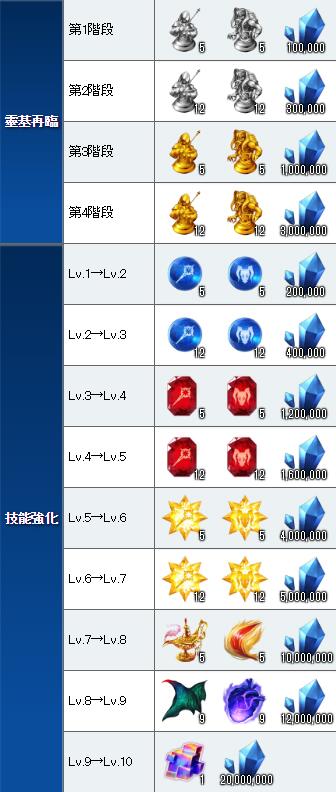 靈基再臨
第1階段
5 5 100,000
第2階段
12 12 300,000
第3階段
5 5 1,000,000
第4階段
12 12 3,000,000
技能強化
Lv.1→Lv.2
5 5 200,000
Lv.2→Lv.3
12 12 400,000
Lv.3→Lv.4
5 5 1,200,000
Lv.4→Lv.5
12 12 1,600,000
Lv.5→Lv.6
5 5 4,000,000
Lv.6→Lv.7
12 12 5,000,000
Lv.7→Lv.8
5 5 10,000,000
Lv.8→Lv.9
9 9 12,000,000
Lv.9→Lv.10
1 20,000,000